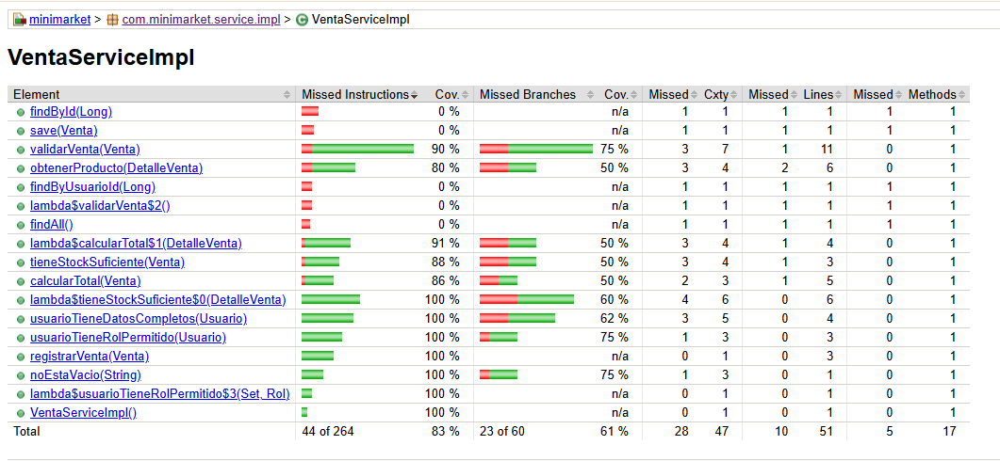 minimarket > com.minimarket.service.impl > VentaServiceImpl
VentaServiceImpl
Element Missed Instructions Cov. Missed Branches Cov. Missed Cxty Missed Lines Missed Methods
findById(Long) 0 % n/a 1 1 1 1 1 1
save(Venta) 0 % n/a 1 1 1 1 1 1
validarVenta(Venta) 90 % 75 % 3 7 1 11 0 1
obtenerProducto(DetalleVenta) 80 % 50 % 3 4 2 6 0 1
findByUsuarioId(Long) 0 % n/a 1 1 1 1 1 1
lambda$validarVenta$2() 0 % n/a 1 1 1 1 1 1
findAll() 0 % n/a 1 1 1 1 1 1
lambda$calcularTotal$1(DetalleVenta) 91 % 50 % 3 4 1 4 0 1
tieneStockSuficiente(Venta) 88 % 50 % 3 4 1 3 0 1
calcularTotal(Venta) 86 % 50 % 2 3 1 5 0 1
lambda$tieneStockSuficiente$0(DetalleVenta) 100 % 60 % 4 6 0 6 0 1
usuarioTieneDatosCompletos(Usuario) 100 % 62 % 3 5 0 4 0 1
usuarioTieneRolPermitido(Usuario) 100 % 75 % 1 3 0 3 0 1
registrarVenta(Venta) 100 % n/a 0 1 0 3 0 1
noEstaVacio(String) 100 % 75 % 1 3 0 1 0 1
lambda$usuarioTieneRolPermitido$3(Set, Rol) 100 % n/a 0 1 0 1 0 1
VentaServiceImpl() 100 % n/a 0 1 0 1 0 1
Total 44 of 264 83 % 23 of 60 61 % 28 47 10 51 5 17